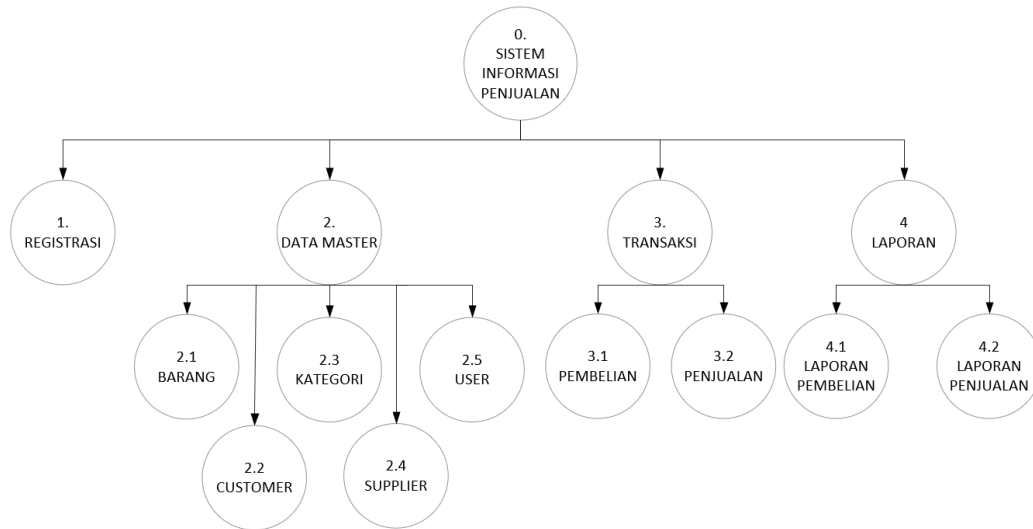 0.
SISTEM
INFORMASI
PENJUALAN
1.
REGISTRASI
2.
DATA MASTER
3.
TRANSAKSI
4
LAPORAN
2.1
BARANG
2.2
CUSTOMER
2.3
KATEGORI
2.4
SUPPLIER
2.5
USER
3.1
PEMBELIAN
3.2
PENJUALAN
4.1
LAPORAN
PEMBELIAN
4.2
LAPORAN
PENJUALAN